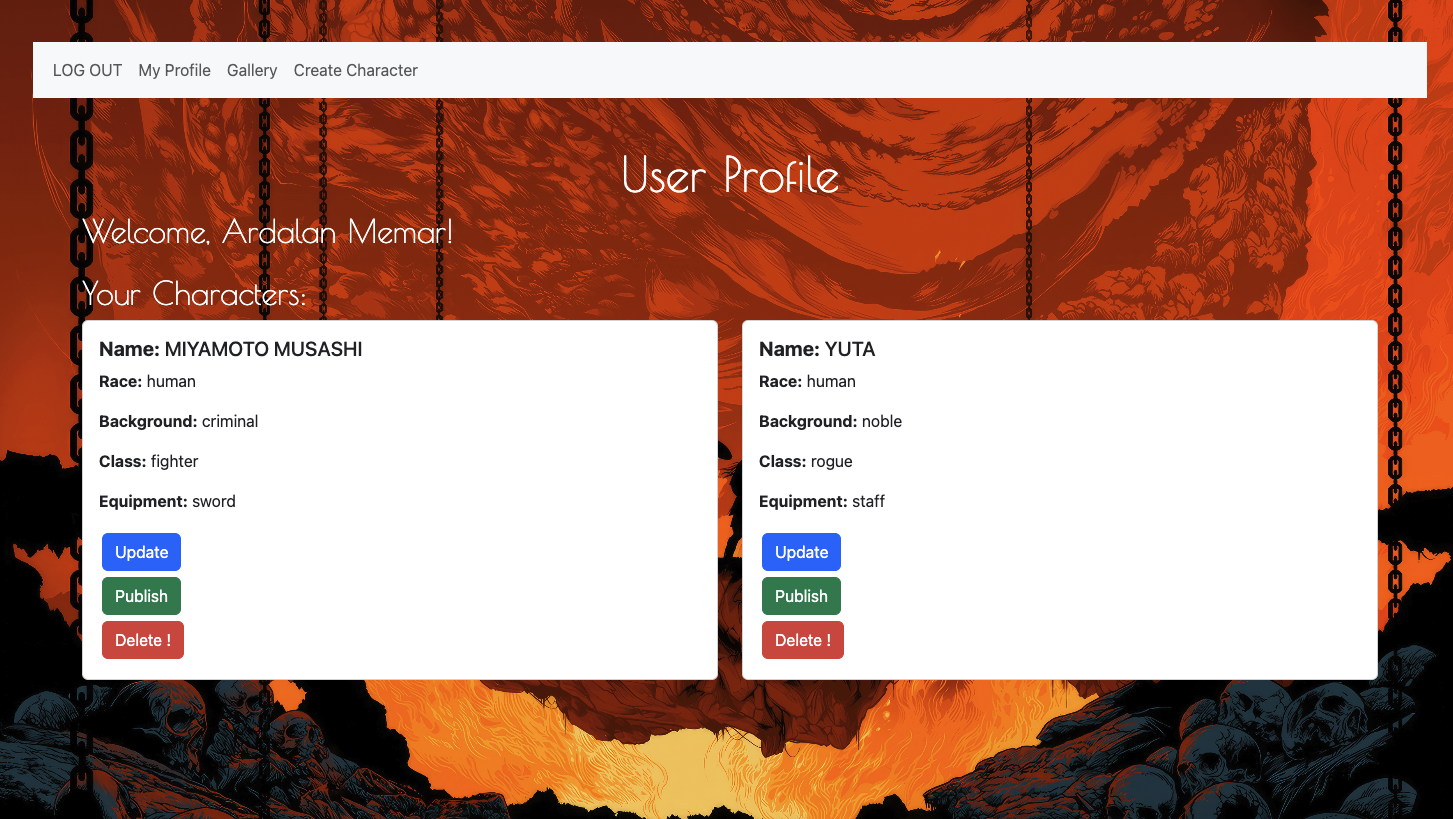 LOG OUT My Profile Gallery Create Character
User Profile
Welcome, Ardalan Memar!
Your Characters:
Name: MIYAMOTO MUSASHI
Race: human
Background: criminal
Class: fighter
Equipment: sword
Update
Publish
Delete !
Name: YUTA
Race: human
Background: noble
Class: rogue
Equipment: staff
Update
Publish
Delete !